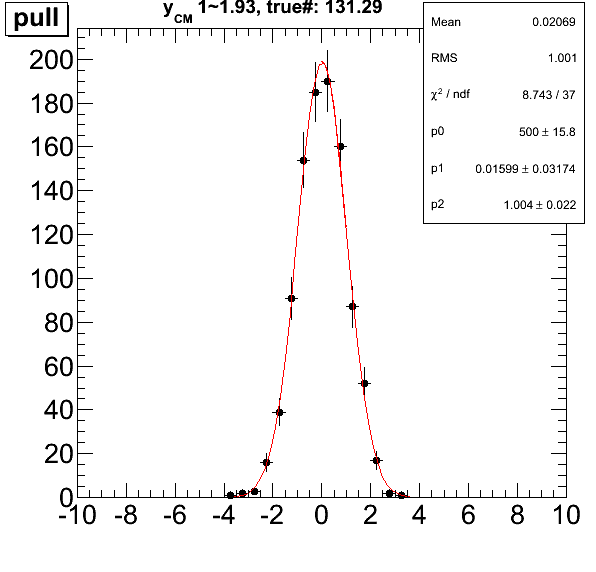 pull
y_CM 1~1.93, true#: 131.29
Mean 0.02069
RMS 1.001
χ² / ndf 8.743 / 37
p0 500 ± 15.8
p1 0.01599 ± 0.03174
p2 1.004 ± 0.022
200
180
160
140
120
100
80
60
40
20
0
-10 -8 -6 -4 -2 0 2 4 6 8 10